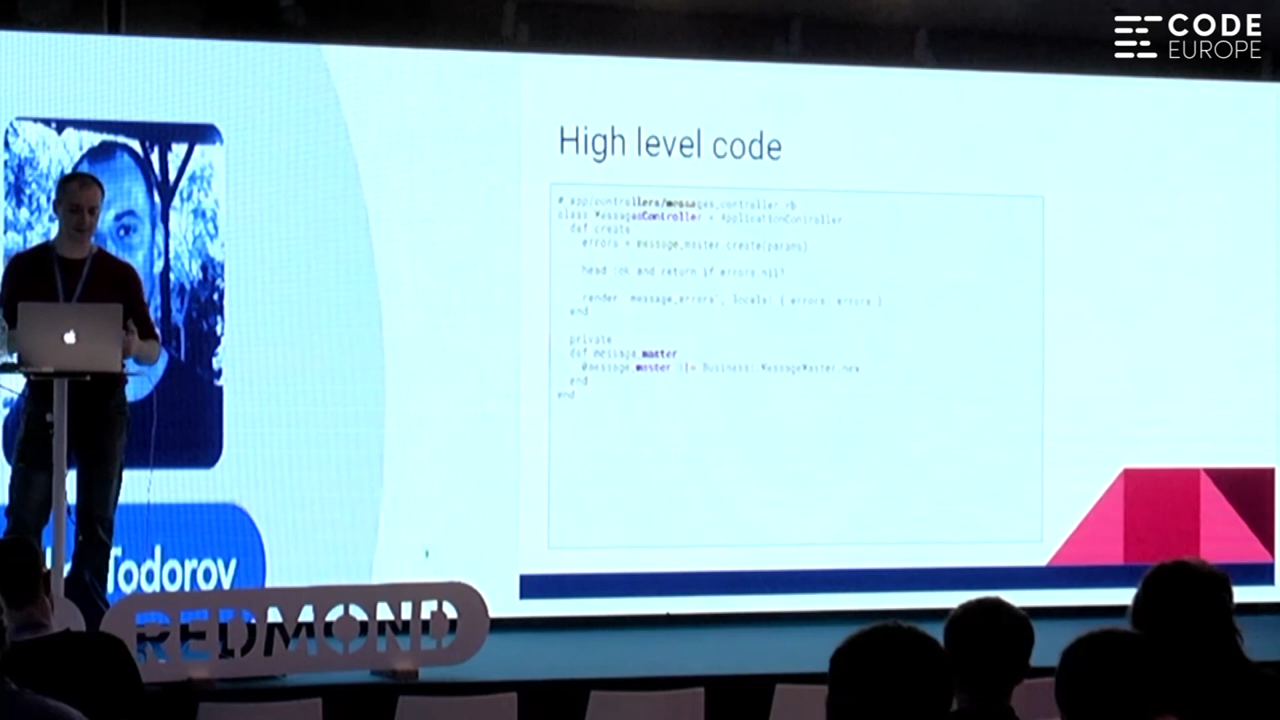 CODE
EUROPE
High level code
# app/controllers/messages_controller.rb
class MessagesController < ApplicationController
def create
errors = message_master.create(params)
head :ok and return if errors.nil?
render 'message_errors', locals: { errors: errors }
end
private
def message_master
@message_master ||= Business::MessageMaster.new
end
end
Todorov
REDMOND